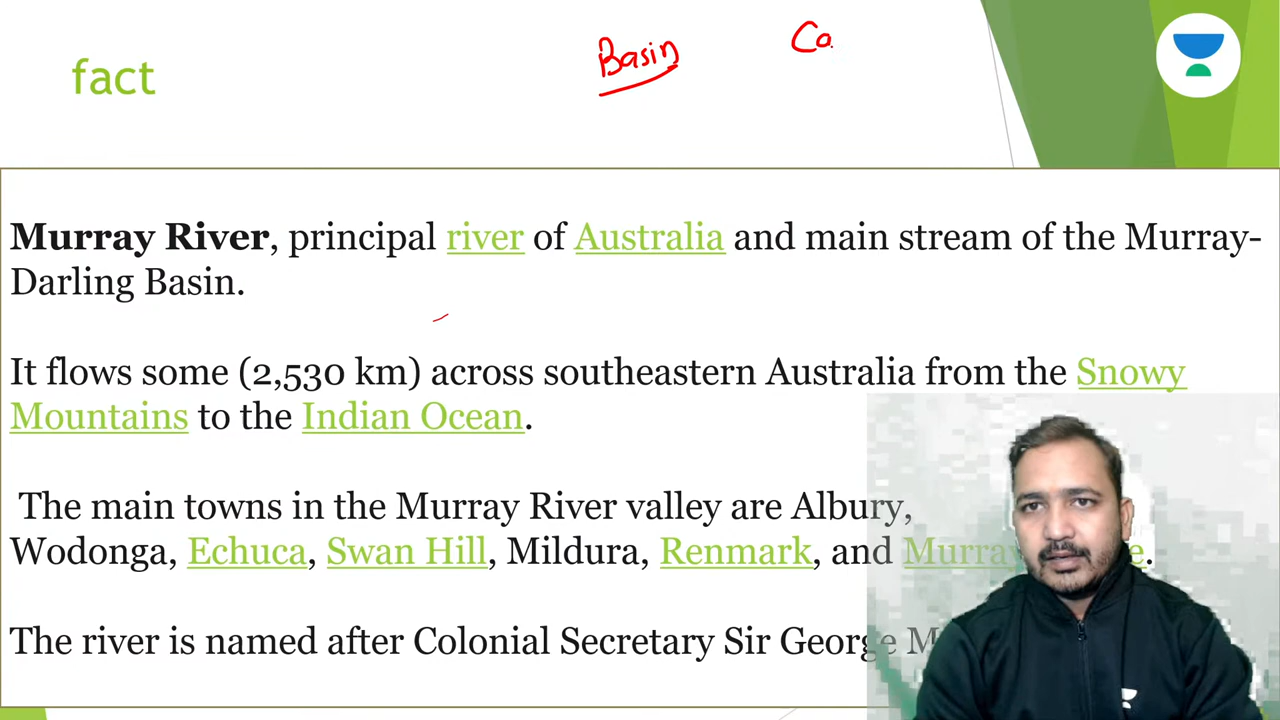 Basin Ca
fact
Murray River, principal river of Australia and main stream of the Murray-
Darling Basin.
It flows some (2,530 km) across southeastern Australia from the Snowy
Mountains to the Indian Ocean.
The main towns in the Murray River valley are Albury,
Wodonga, Echuca, Swan Hill, Mildura, Renmark, and Murray
The river is named after Colonial Secretary Sir George M